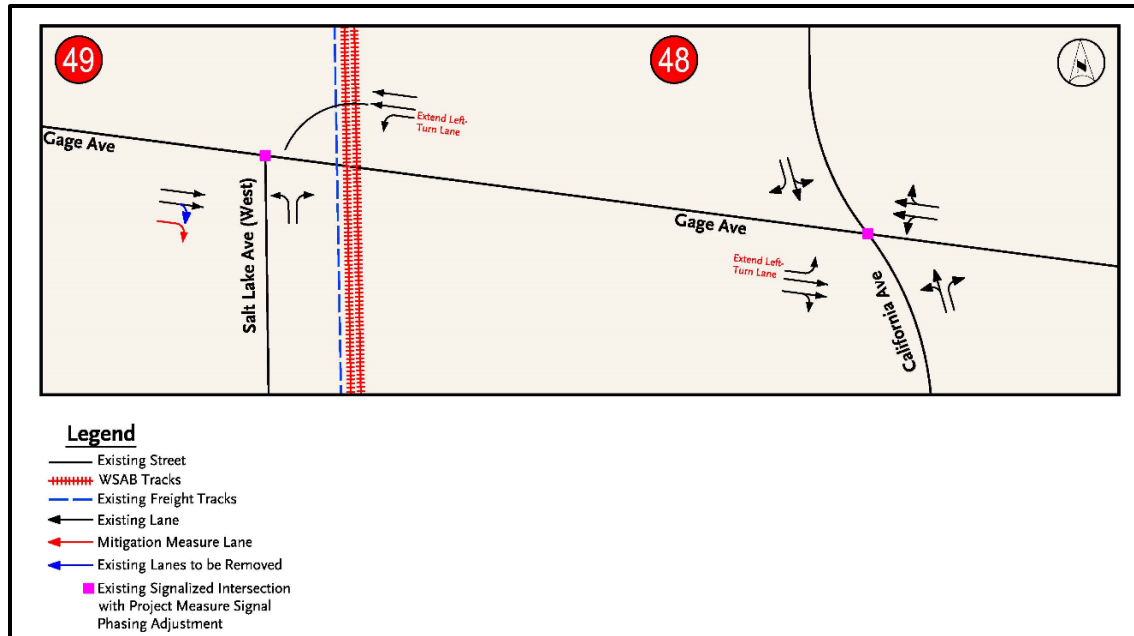 49
48
Extend Left-
Turn Lane
Gage Ave
Salt Lake Ave (West)
Gage Ave
Extend Left-
Turn Lane
California Ave
Legend
Existing Street
WSAB Tracks
Existing Freight Tracks
Existing Lane
Mitigation Measure Lane
Existing Lanes to be Removed
Existing Signalized Intersection
with Project Measure Signal
Phasing Adjustment